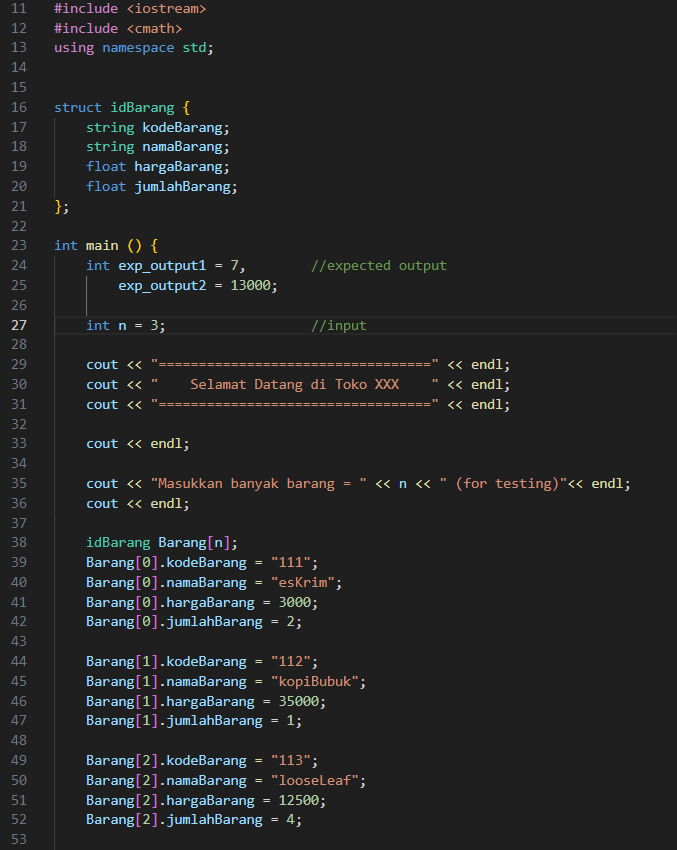 11 #include <iostream>
12 #include <cmath>
13 using namespace std;
14
15
16 struct idBarang {
17     string kodeBarang;
18     string namaBarang;
19     float hargaBarang;
20     float jumlahBarang;
21 };
22
23 int main () {
24     int exp_output1 = 7,        //expected output
25         exp_output2 = 13000;
26
27     int n = 3;                  //input
28
29     cout << "==================================" << endl;
30     cout << "    Selamat Datang di Toko XXX    " << endl;
31     cout << "==================================" << endl;
32
33     cout << endl;
34
35     cout << "Masukkan banyak barang = " << n << " (for testing)"<< endl;
36     cout << endl;
37
38     idBarang Barang[n];
39     Barang[0].kodeBarang = "111";
40     Barang[0].namaBarang = "esKrim";
41     Barang[0].hargaBarang = 3000;
42     Barang[0].jumlahBarang = 2;
43
44     Barang[1].kodeBarang = "112";
45     Barang[1].namaBarang = "kopiBubuk";
46     Barang[1].hargaBarang = 35000;
47     Barang[1].jumlahBarang = 1;
48
49     Barang[2].kodeBarang = "113";
50     Barang[2].namaBarang = "looseLeaf";
51     Barang[2].hargaBarang = 12500;
52     Barang[2].jumlahBarang = 4;
53